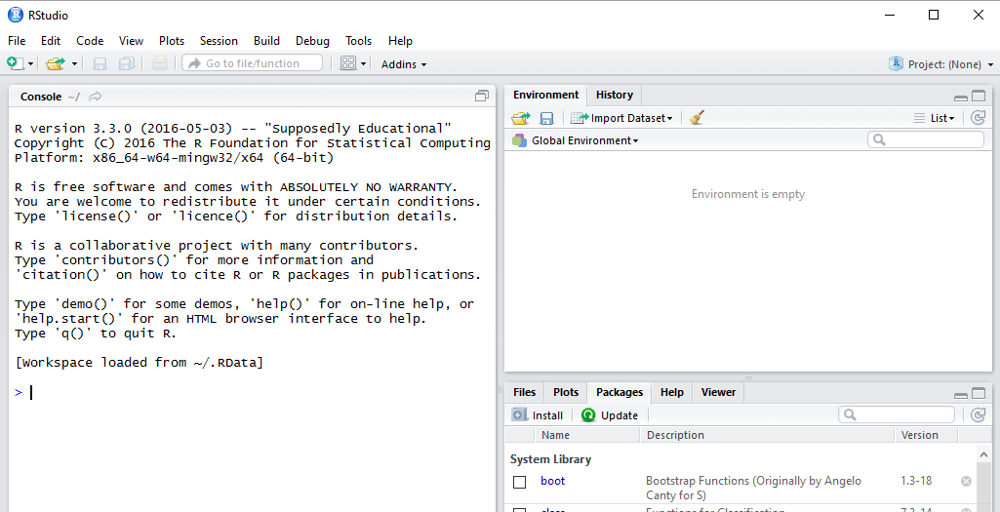 RStudio
File Edit Code View Plots Session Build Debug Tools Help
Go to file/function Addins Project: (None)
Console ~/
R version 3.3.0 (2016-05-03) -- "Supposedly Educational"
Copyright (C) 2016 The R Foundation for Statistical Computing
Platform: x86_64-w64-mingw32/x64 (64-bit)
R is free software and comes with ABSOLUTELY NO WARRANTY.
You are welcome to redistribute it under certain conditions.
Type 'license()' or 'licence()' for distribution details.
R is a collaborative project with many contributors.
Type 'contributors()' for more information and
'citation()' on how to cite R or R packages in publications.
Type 'demo()' for some demos, 'help()' for on-line help, or
'help.start()' for an HTML browser interface to help.
Type 'q()' to quit R.
[Workspace loaded from ~/.RData]
>
Environment History
Import Dataset List
Global Environment
Environment is empty
Files Plots Packages Help Viewer
Install Update
Name Description Version
System Library
boot Bootstrap Functions (Originally by Angelo 1.3-18
Canty for S)
class Functions for Classification 7.3-14